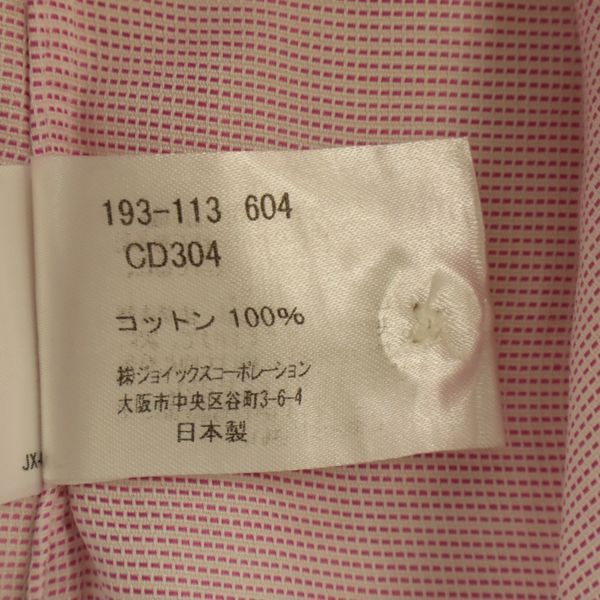 193-113 604
CD304
コットン 100%
㈱ジョイックスコーポレーション
大阪市中央区谷町3-6-4
日本製